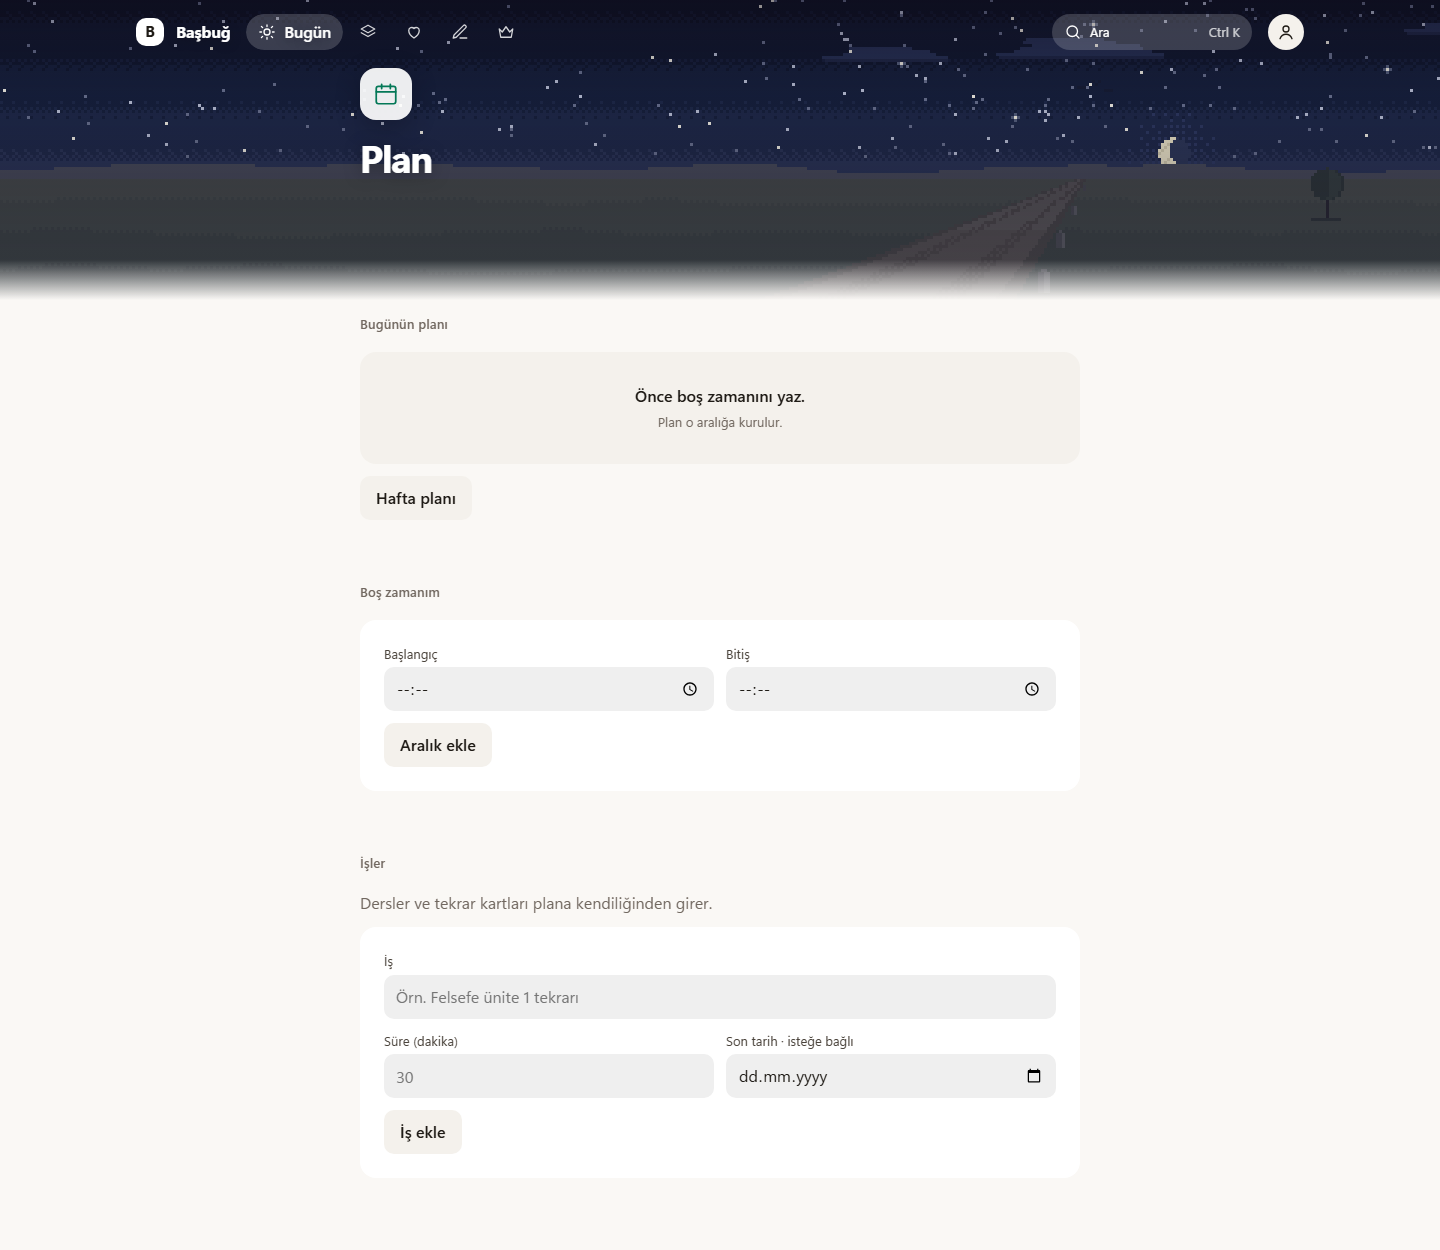 B Başbuğ Bugün Ara Ctrl K
Plan
Bugünün planı
Önce boş zamanını yaz.
Plan o aralığa kurulur.
Hafta planı
Boş zamanım
Başlangıç Bitiş
--:-- --:--
Aralık ekle
İşler
Dersler ve tekrar kartları plana kendiliğinden girer.
İş
Örn. Felsefe ünite 1 tekrarı
Süre (dakika) Son tarih · isteğe bağlı
30 dd.mm.yyyy
İş ekle